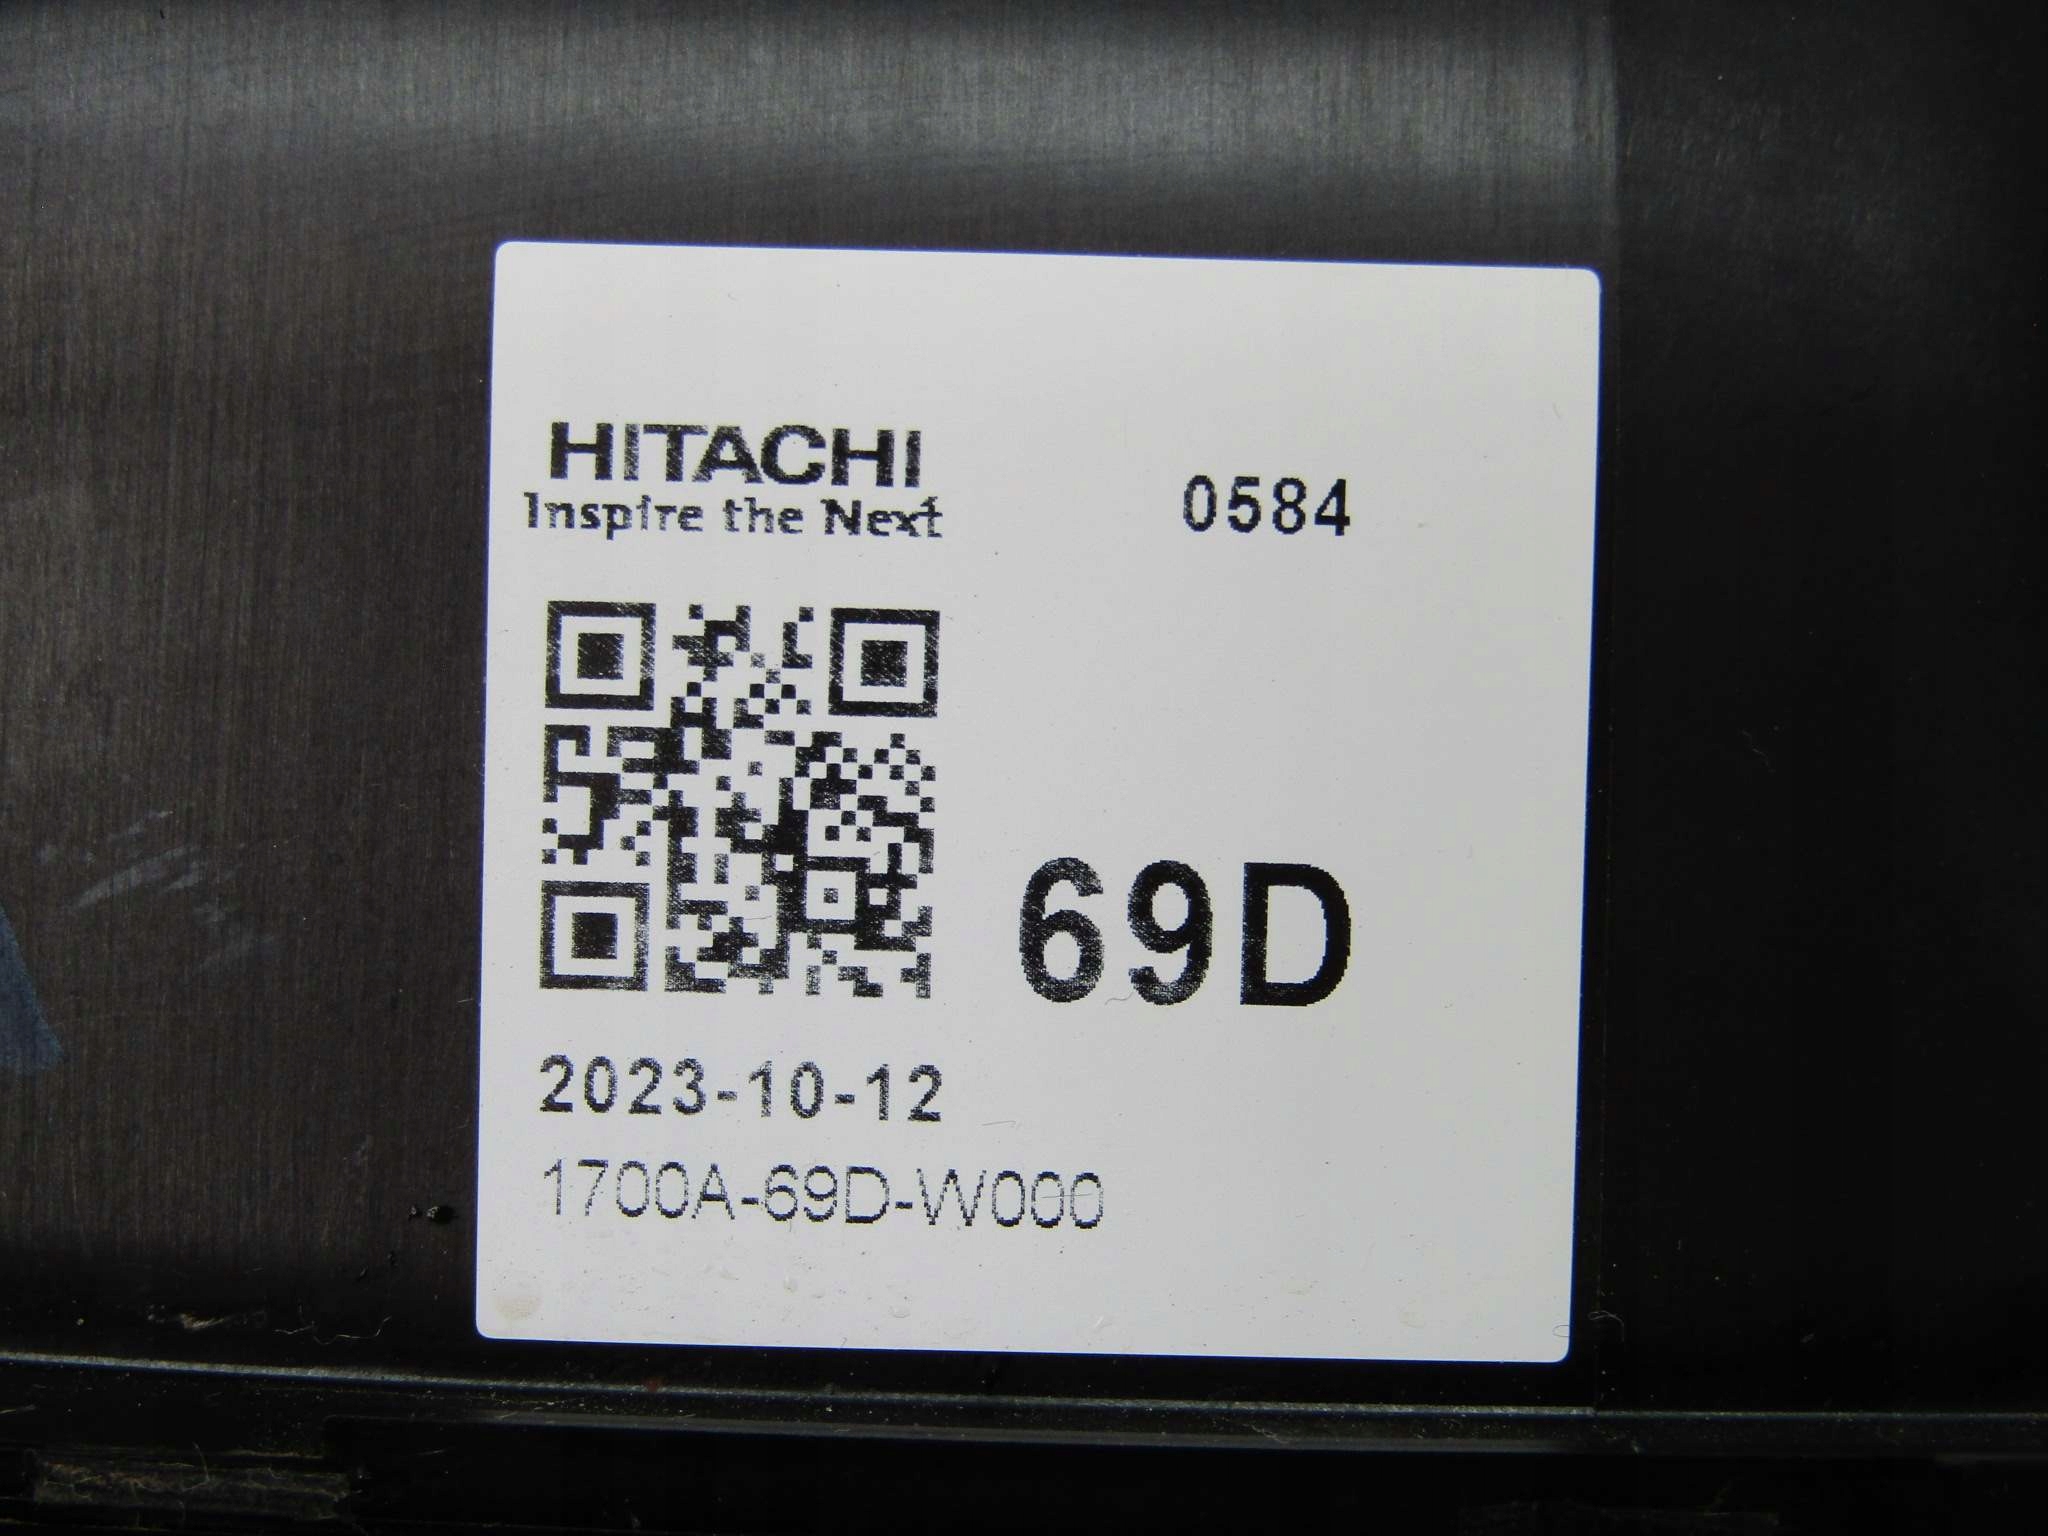 HITACHI
Inspire the Next
0584
69D
2023-10-12
1700A-69D-W000